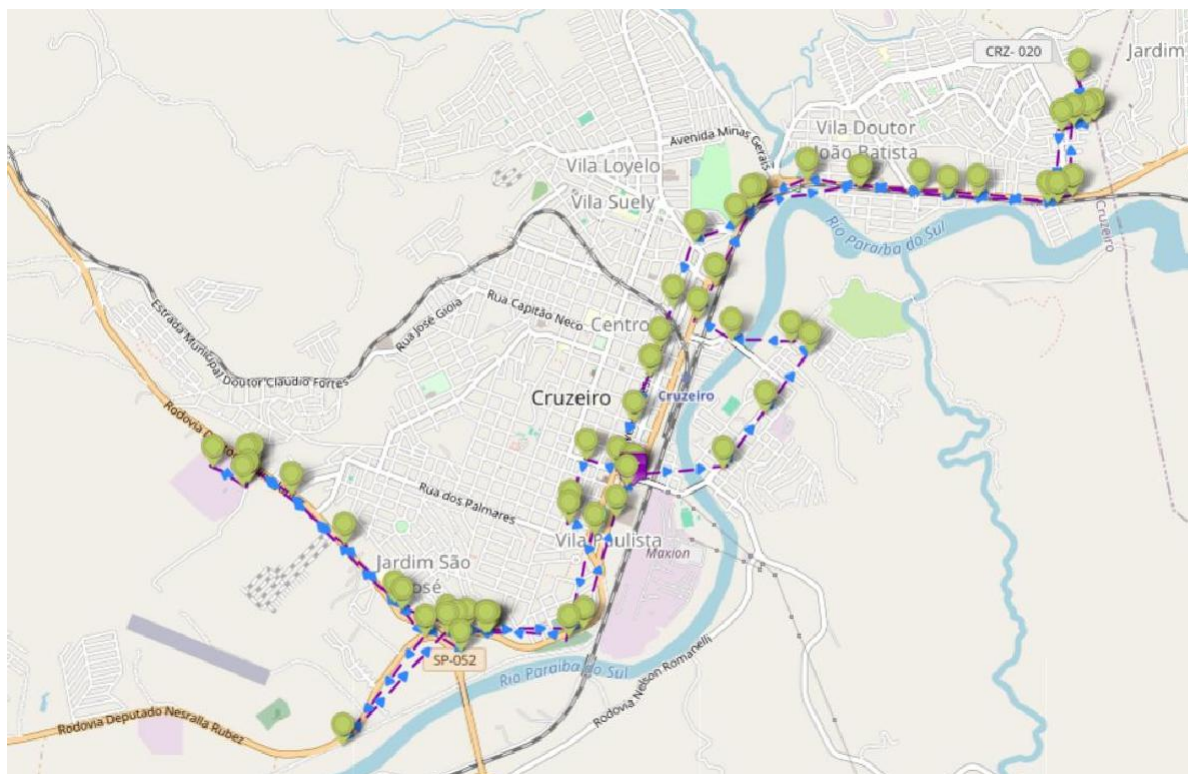 CRZ- 020
Jardim
Avenida Minas Gerais
Vila Doutor
João Batista
Vila Loyelo
Vila Suely
Rio Paraíba do Sul
Cruzeiro
Rua Capitão Neco
Rua José Gioia
Centro
Estrada Municipal Doutor Claudio Fortes
Cruzeiro
Cruzeiro
Rua dos Palmares
Vila Paulista
Maxion
Jardim São
José
SP-052
Rio Paraíba do Sul
Rodovia Nelson Romanelli
Rodovia Deputado Nesralla Rubez